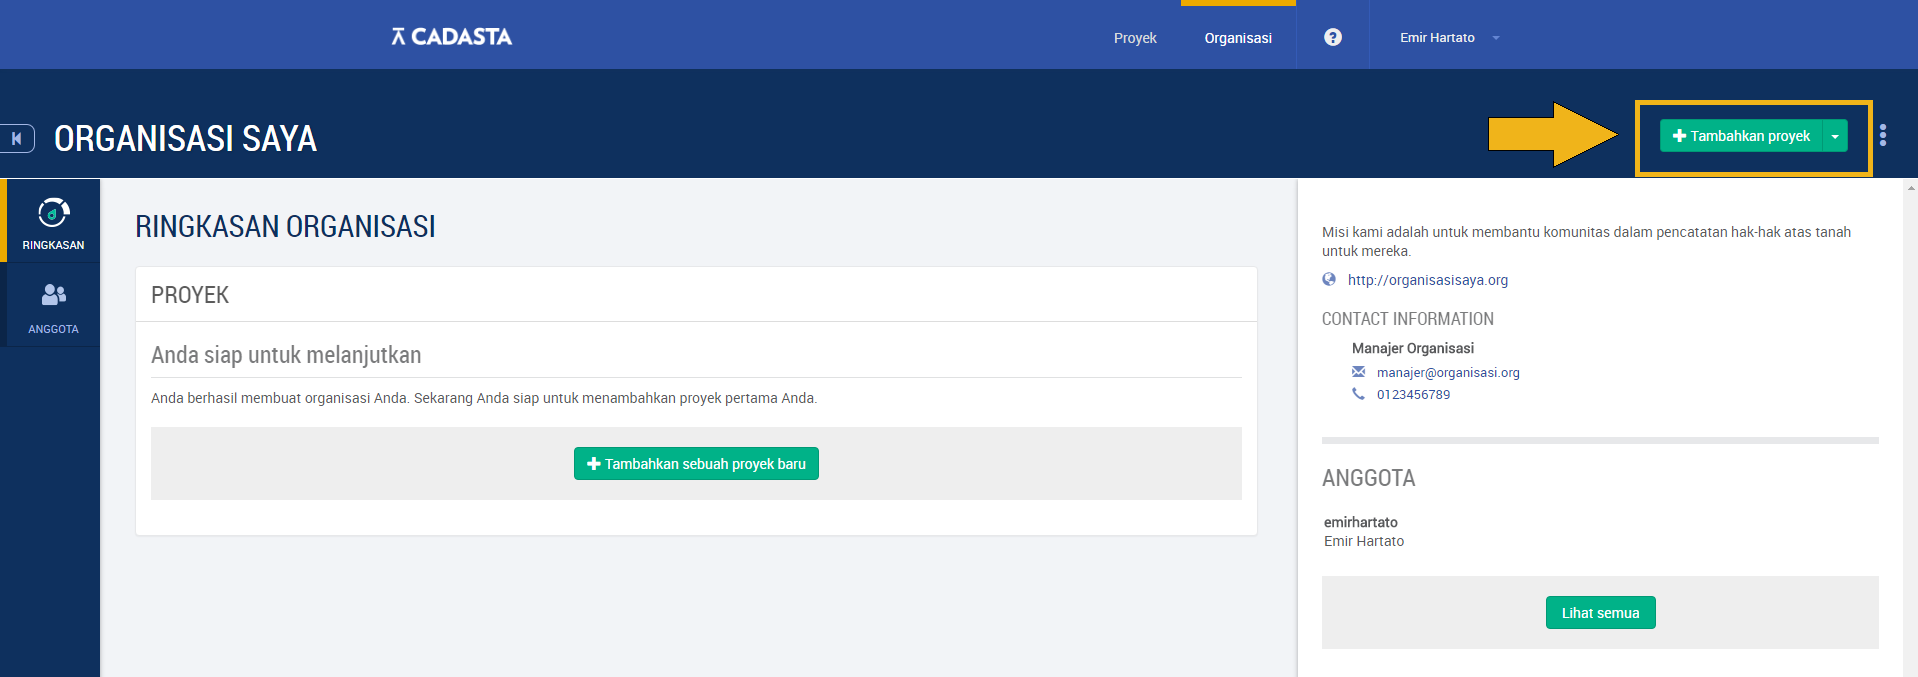 CADASTA
Proyek
Organisasi
?
Emir Hartato
ORGANISASI SAYA
Tambahkan proyek
RINGKASAN
ANGGOTA
RINGKASAN ORGANISASI
PROYEK
Anda siap untuk melanjutkan
Anda berhasil membuat organisasi Anda. Sekarang Anda siap untuk menambahkan proyek pertama Anda.
Tambahkan sebuah proyek baru
Misi kami adalah untuk membantu komunitas dalam pencatatan hak-hak atas tanah
untuk mereka.
http://organisasisaya.org
CONTACT INFORMATION
Manajer Organisasi
manajer@organisasi.org
0123456789
ANGGOTA
emirhartato
Emir Hartato
Lihat semua